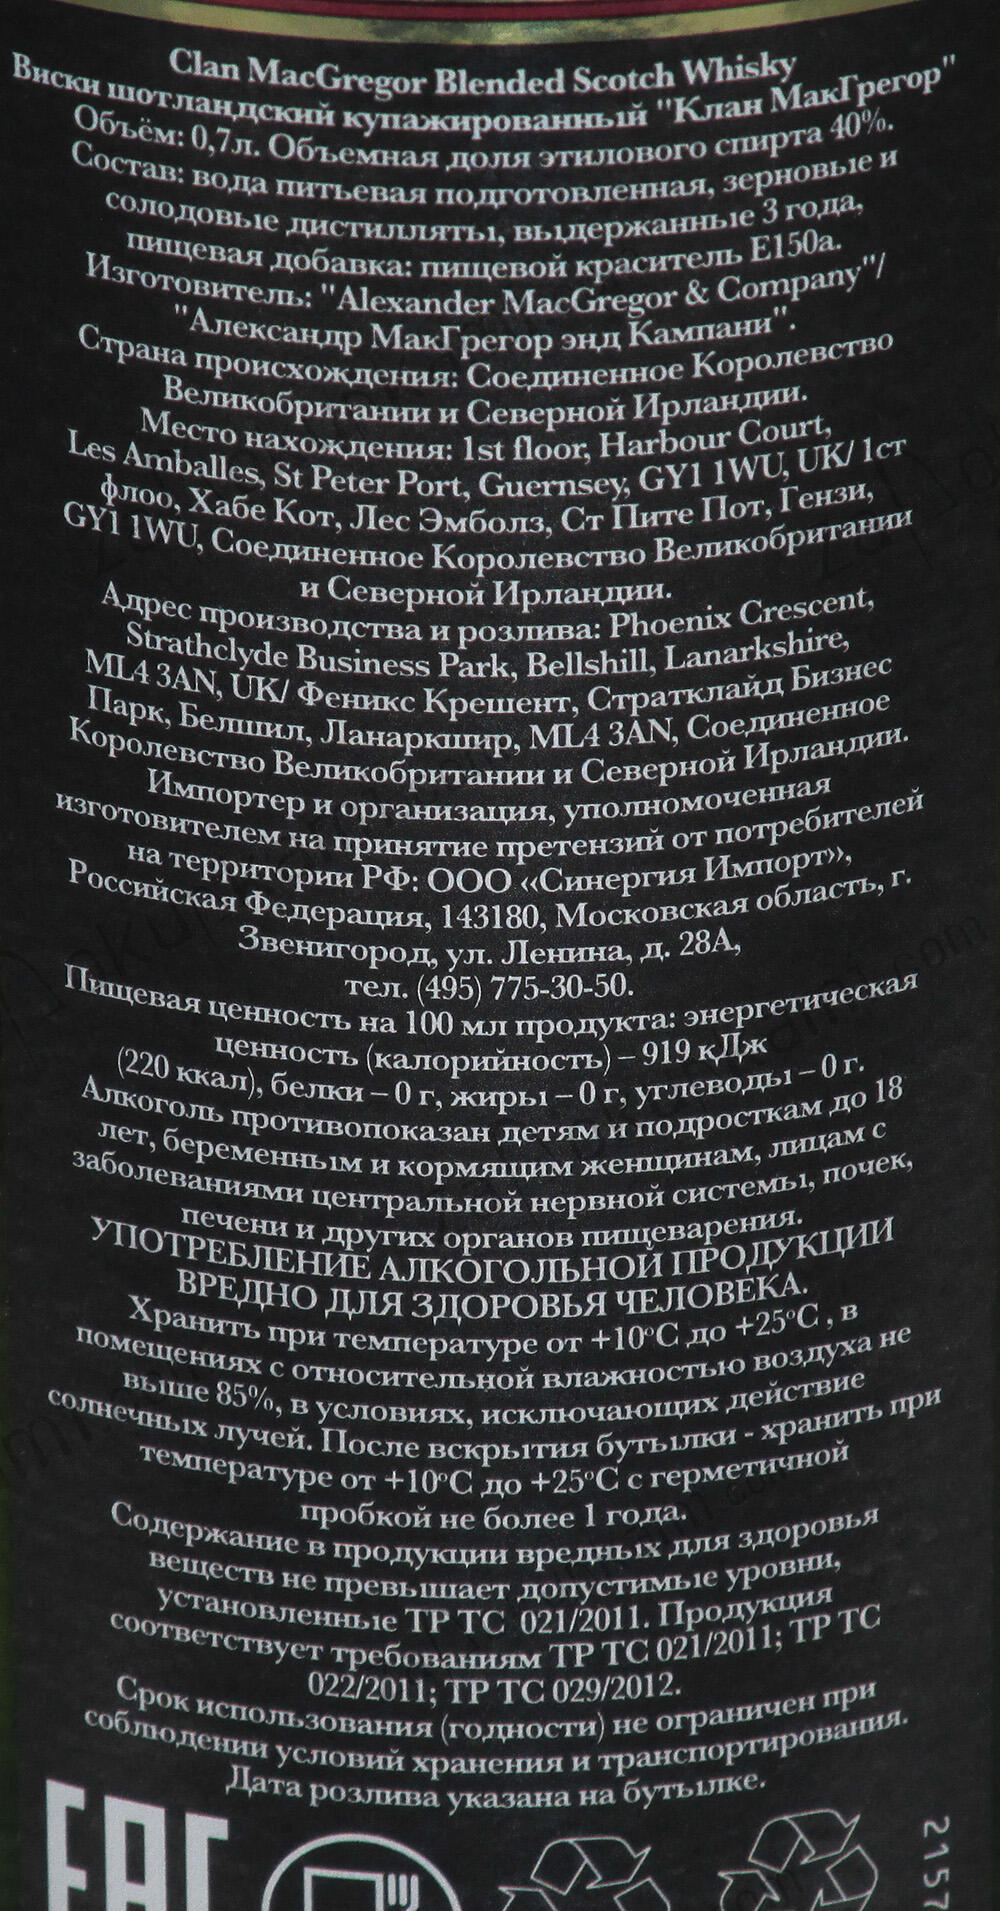 Clan MacGregor Blended Scotch Whisky
Виски шотландский купажированный "Клан МакГрегор"
Объём: 0,7л. Объемная доля этилового спирта 40%.
Состав: вода питьевая подготовленная, зерновые и
солодовые дистилляты, выдержанные 3 года,
пищевая добавка: пищевой краситель Е150а.
Изготовитель: "Alexander MacGregor & Company"/
"Александр МакГрегор энд Кампани".
Страна происхождения: Соединенное Королевство
Великобритании и Северной Ирландии.
Место нахождения: 1st floor, Harbour Court,
Les Amballes, St Peter Port, Guernsey, GY1 1WU, UK/ 1ст
флоо, Хабе Кот, Лес Эмболз, Ст Пите Пот, Гензи,
GY1 1WU, Соединенное Королевство Великобритании
и Северной Ирландии.
Адрес производства и розлива: Phoenix Crescent,
Strathclyde Business Park, Bellshill, Lanarkshire,
ML4 3AN, UK/ Феникс Крешент, Стратклайд Бизнес
Парк, Белшил, Ланаркшир, ML4 3AN, Соединенное
Королевство Великобритании и Северной Ирландии.
Импортер и организация, уполномоченная
изготовителем на принятие претензий от потребителей
на территории РФ: ООО «Синергия Импорт»,
Российская Федерация, 143180, Московская область, г.
Звенигород, ул. Ленина, д. 28А,
тел. (495) 775-30-50.
Пищевая ценность на 100 мл продукта: энергетическая
ценность (калорийность) – 919 кДж
(220 ккал), белки – 0 г, жиры – 0 г, углеводы – 0 г.
Алкоголь противопоказан детям и подросткам до 18
лет, беременным и кормящим женщинам, лицам с
заболеваниями центральной нервной системы, почек,
печени и других органов пищеварения.
УПОТРЕБЛЕНИЕ АЛКОГОЛЬНОЙ ПРОДУКЦИИ
ВРЕДНО ДЛЯ ЗДОРОВЬЯ ЧЕЛОВЕКА.
Хранить при температуре от +10°С до +25°С , в
помещениях с относительной влажностью воздуха не
выше 85%, в условиях, исключающих действие
солнечных лучей. После вскрытия бутылки - хранить при
температуре от +10°С до +25°С с герметичной
пробкой не более 1 года.
Содержание в продукции вредных для здоровья
веществ не превышает допустимые уровни,
установленные ТР ТС 021/2011. Продукция
соответствует требованиям ТР ТС 021/2011; ТР ТС
022/2011; ТР ТС 029/2012.
Срок использования (годности) не ограничен при
соблюдении условий хранения и транспортирования.
Дата розлива указана на бутылке.
EAC
2157